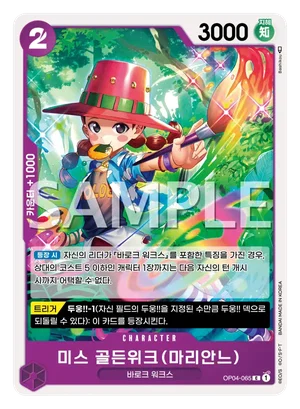 2
3000
지혜
知
카운터 +1000
SAMPLE
등장 시 자신의 리더가 「바로크 워크스」를 포함한 특징을 가진 경우,
상대의 코스트 5 이하인 캐릭터 1장까지는 다음 자신의 턴 개시
시까지 어택할 수 없다.
트리거 두웅!!-1(자신 필드의 두웅!!을 지정된 수만큼 두웅!! 덱으로
되돌릴 수 있다): 이 카드를 등장시킨다.
CHARACTER
미스 골든위크(마리안느)
바로크 워크스
OP04-065
1